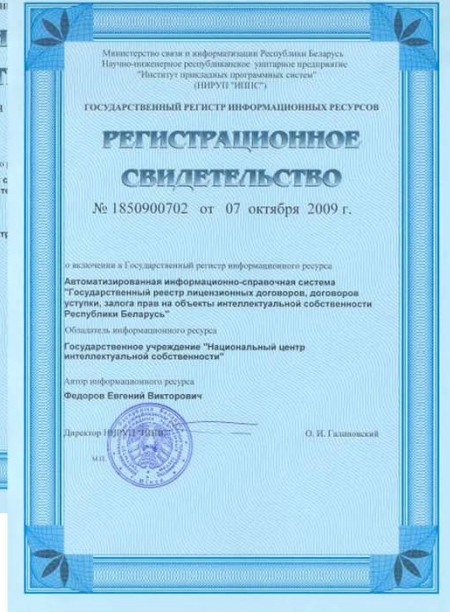 Министерство связи и информатизации Республики Беларусь
Научно-инженерное республиканское унитарное предприятие
"Институт прикладных программных систем"
(НИРУП "ИППС")
ГОСУДАРСТВЕННЫЙ РЕГИСТР ИНФОРМАЦИОННЫХ РЕСУРСОВ
РЕГИСТРАЦИОННОЕ
СВИДЕТЕЛЬСТВО
№ 1850900702 от 07 октября 2009 г.
о включении в Государственный регистр информационного ресурса
Автоматизированная информационно-справочная система
"Государственный реестр лицензионных договоров, договоров
уступки, залога прав на объекты интеллектуальной собственности
Республики Беларусь"
Обладатель информационного ресурса
Государственное учреждение "Национальный центр
интеллектуальной собственности"
Автор информационного ресурса
Федоров Евгений Викторович
Директор НИРУП "ИППС" О. И. Галиновский
М.П.